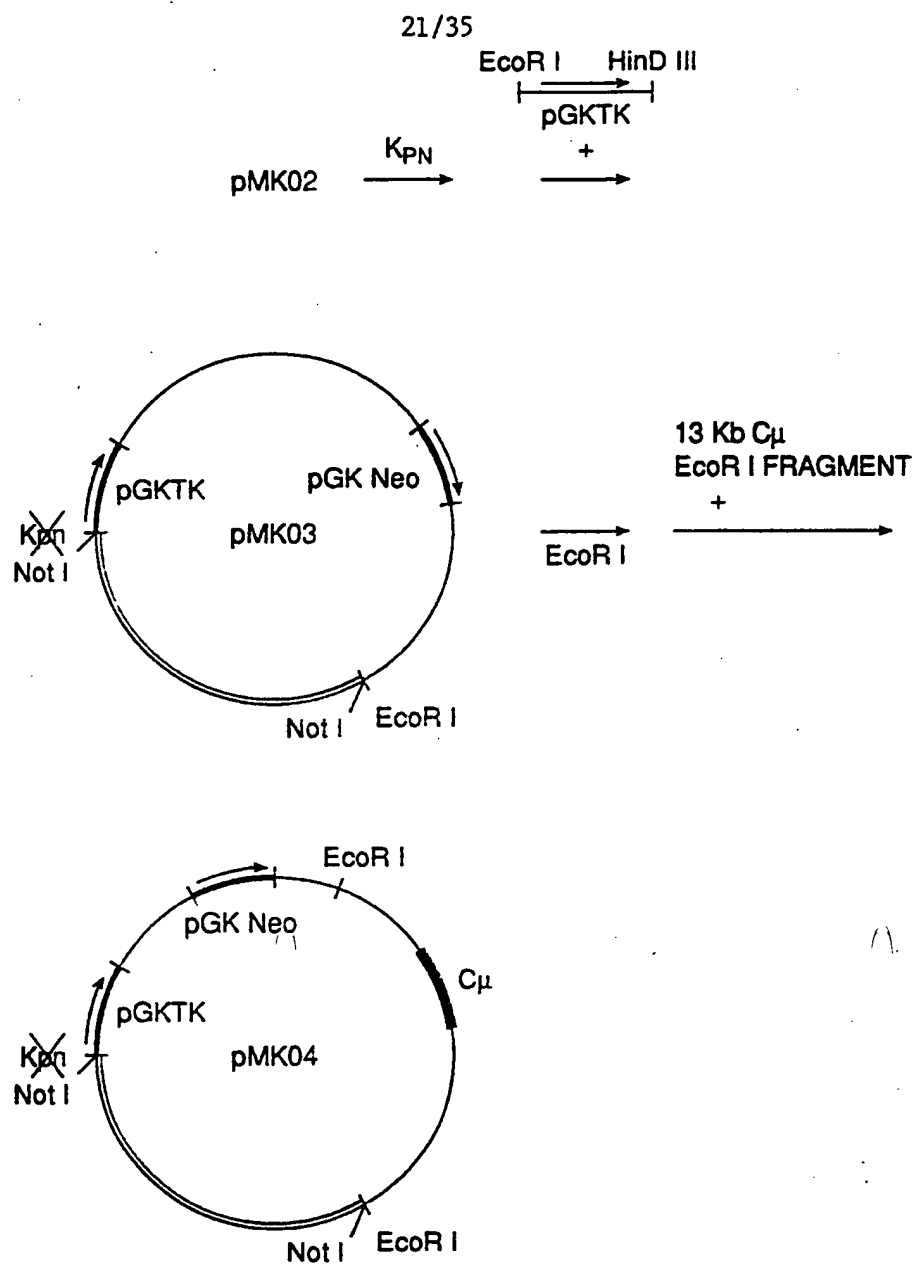 21/35
EcoR I HinD III
pGKTK
pMK02 KPN +
pGKTK
pGK Neo
Kpn
Not I
pMK03
13 Kb Cμ
EcoR I FRAGMENT
+
EcoR I
Not I EcoR I
EcoR I
pGK Neo
Cμ
pGKTK
Kpn
Not I
pMK04
Not I EcoR I